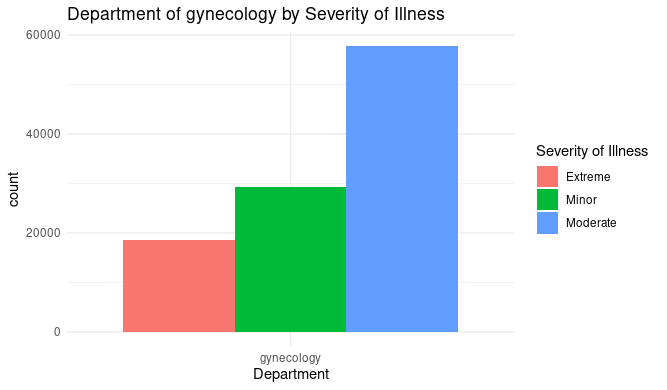 Department of gynecology by Severity of Illness
60000
40000
20000
0
count
gynecology
Department
Severity of Illness
Extreme
Minor
Moderate